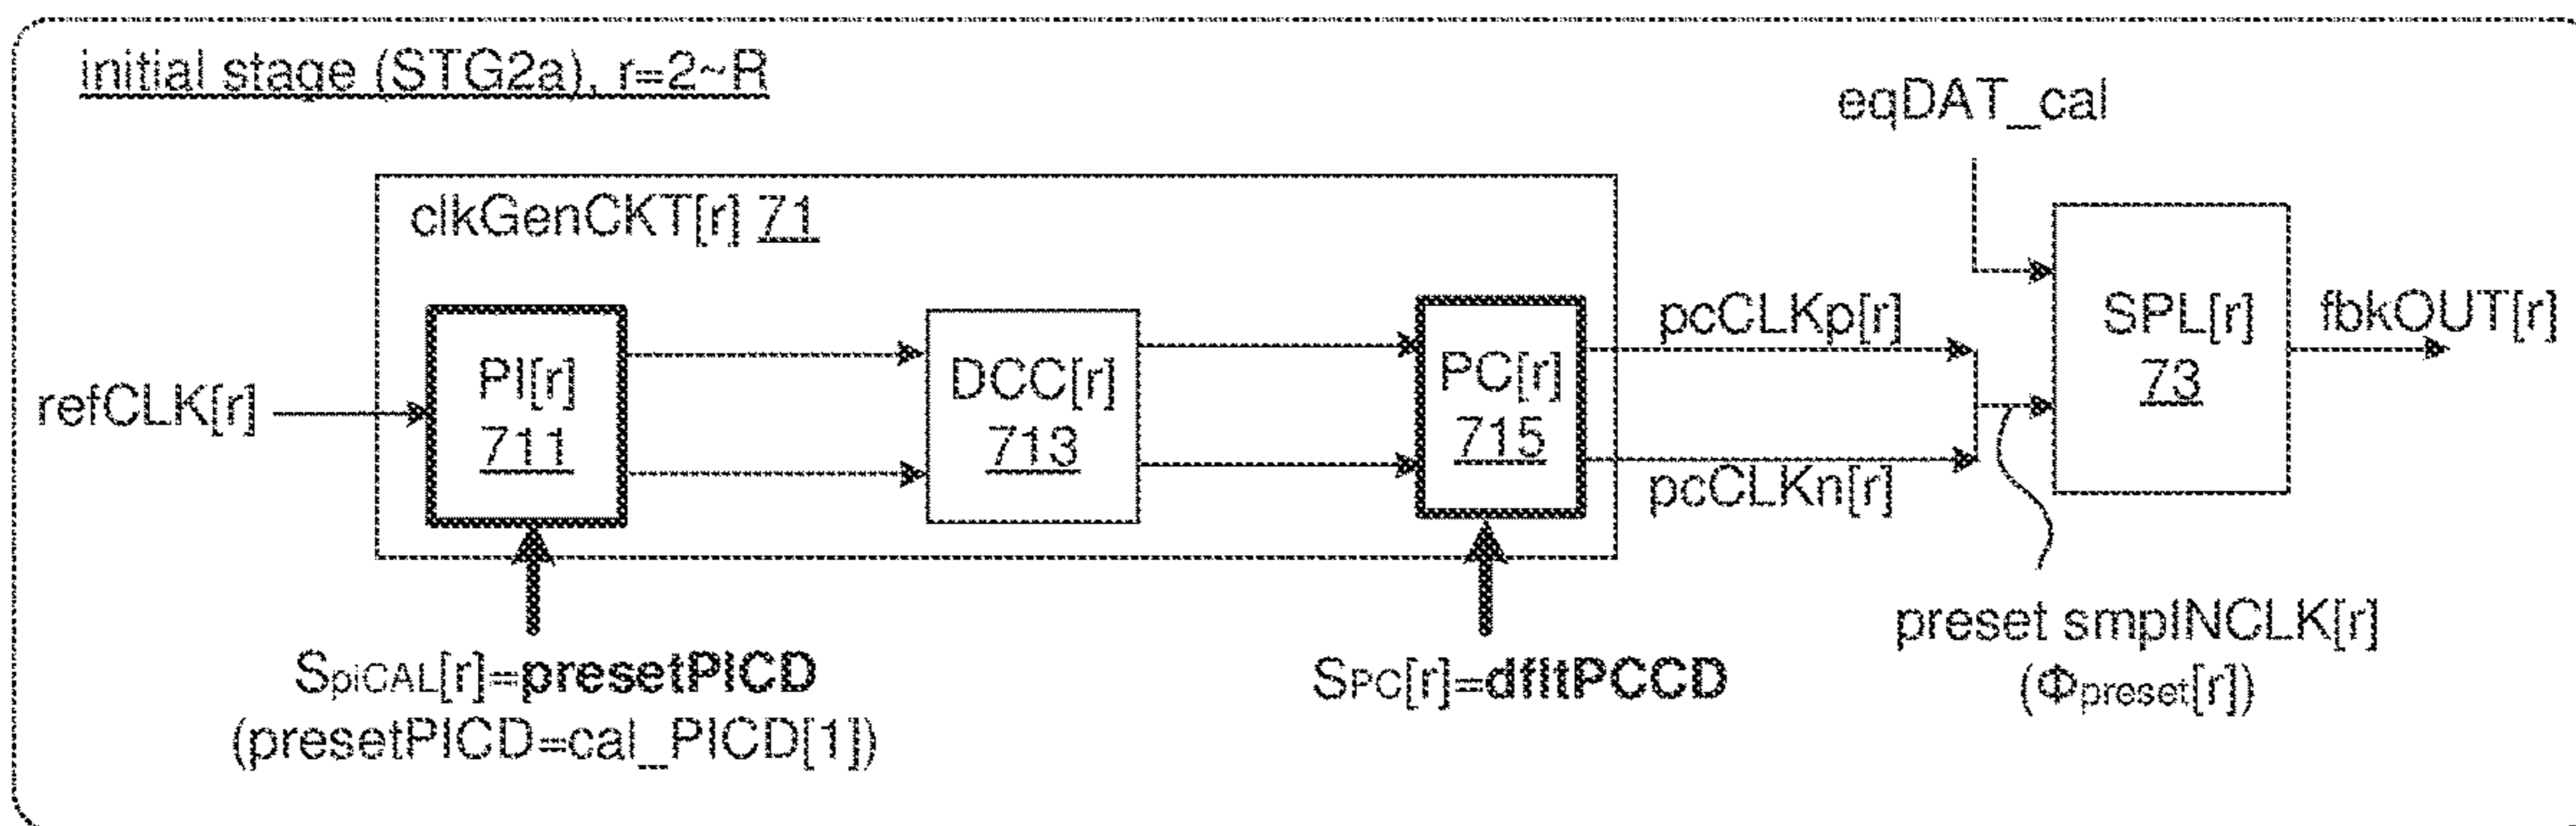 initial stage (STG2a), r=2~R
eqDAT_cal
clkGenCKT[r] 71
refCLK[r]
PI[r]
711
DCC[r]
713
PC[r]
715
pcCLKp[r]
pcCLKn[r]
SPL[r]
73
fbkOUT[r]
SpiCAL[r]=presetPICD
(presetPICD=cal_PICD[1])
SPC[r]=dfltPCCD
preset smpINCLK[r]
(Φpreset[r])